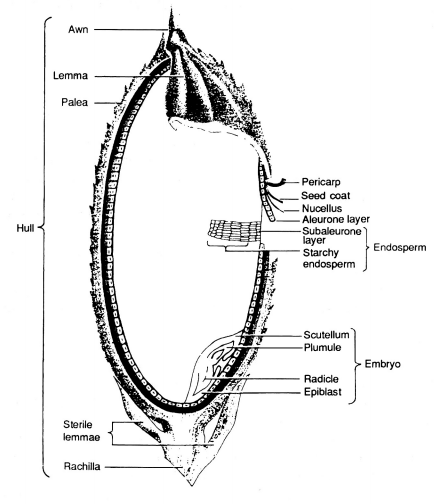 Awn
Lemma
Palea
Hull
Pericarp
Seed coat
Nucellus
Aleurone layer
Subaleurone
layer
Starchy
endosperm
Endosperm
Scutellum
Plumule
Radicle
Epiblast
Embryo
Sterile
lemmae
Rachilla